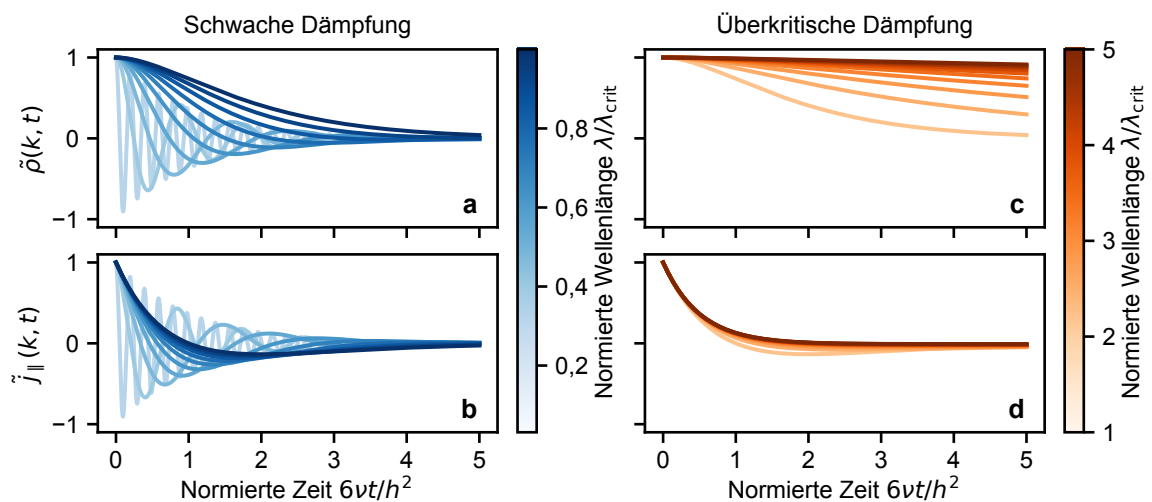 Schwache Dämpfung
Überkritische Dämpfung
1
0
−1
ρ̃(k, t)
a
1
0
−1
j̃∥(k, t)
b
0 1 2 3 4 5
Normierte Zeit 6νt/h²
0,8
0,6
0,4
0,2
Normierte Wellenlänge λ/λcrit
c
d
0 1 2 3 4 5
Normierte Zeit 6νt/h²
5
4
3
2
1
Normierte Wellenlänge λ/λcrit